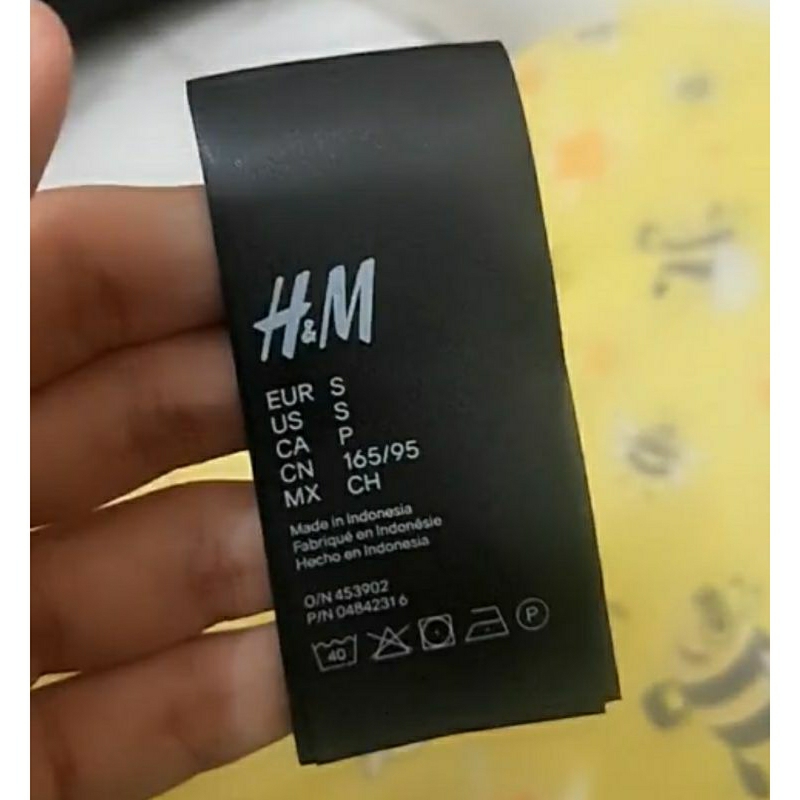 H&M
EUR S
US S
CA P
CN 165/95
MX CH
Made in Indonesia
Fabriqué en Indonésie
Hecho en Indonesia
O/N 453902
P/N 04842316
40
P